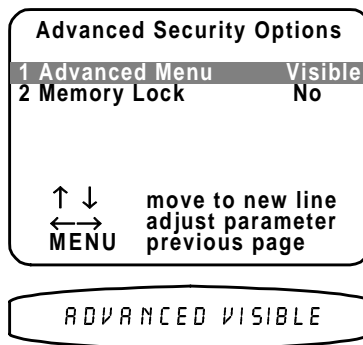 Advanced Security Options
1 Advanced Menu Visible
2 Memory Lock No
↑ ↓ move to new line
←→ adjust parameter
MENU previous page
ADVANCED VISIBLE